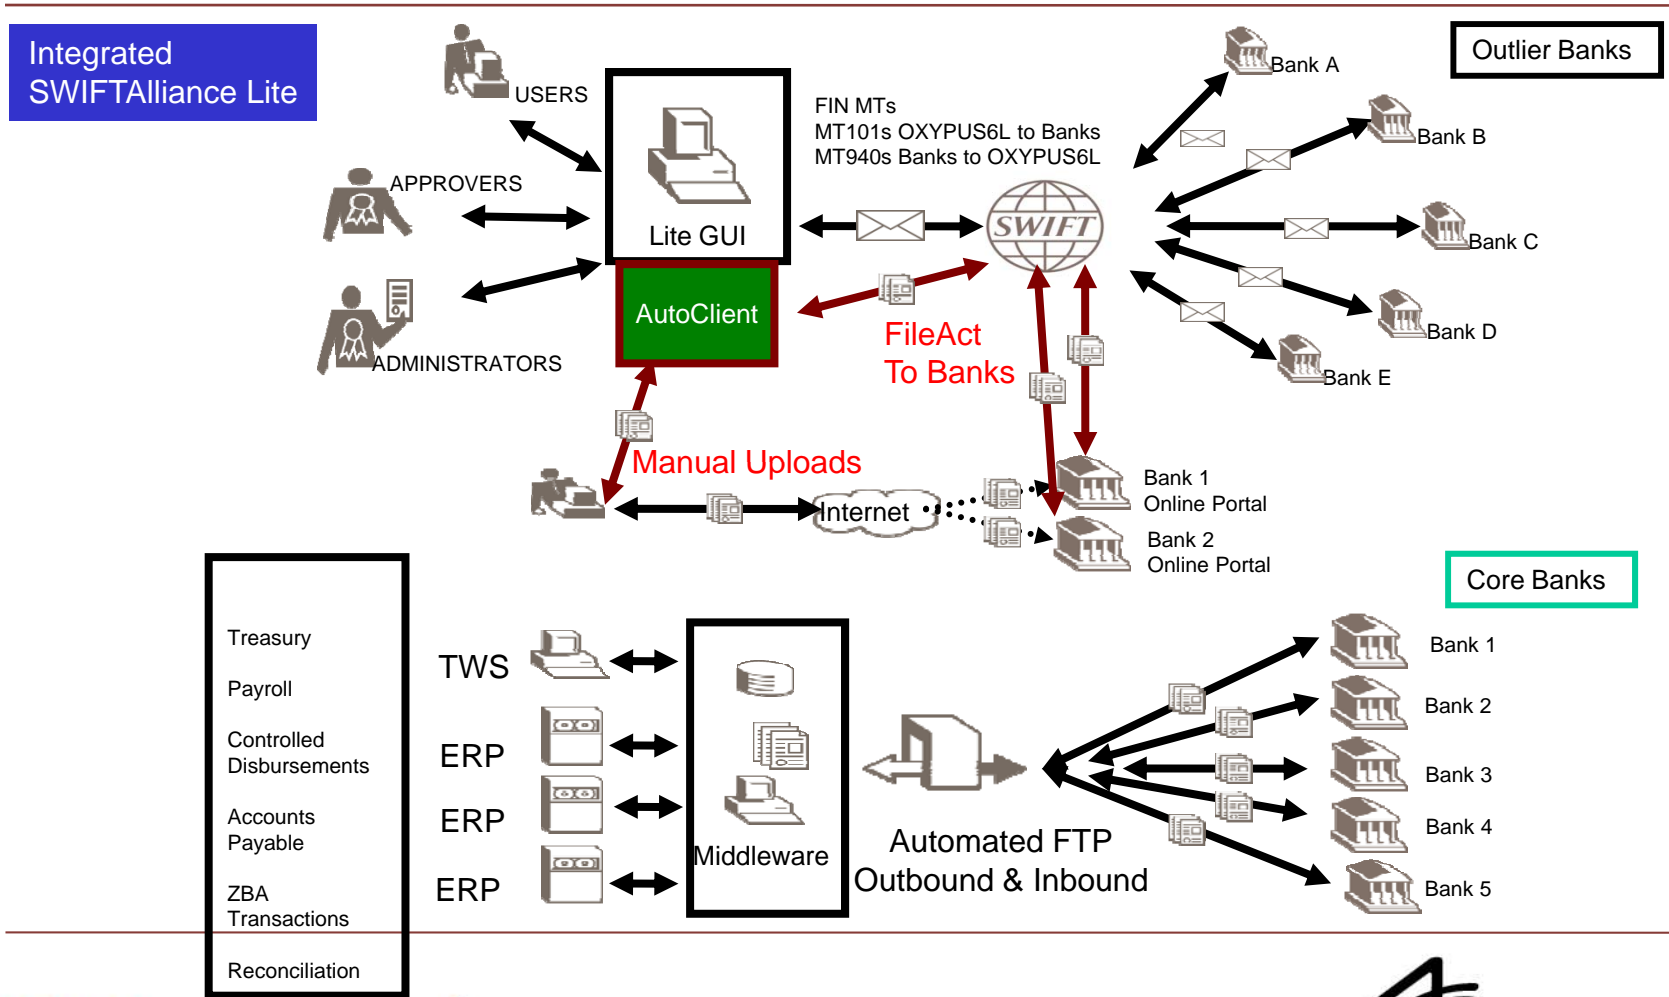 Integrated
SWIFTAlliance Lite
USERS
APPROVERS
ADMINISTRATORS
Lite GUI
AutoClient
FIN MTs
MT101s OXYPUS6L to Banks
MT940s Banks to OXYPUS6L
SWIFT
FileAct
To Banks
Manual Uploads
Internet
Bank A
Bank B
Bank C
Bank D
Bank E
Outlier Banks
Bank 1
Online Portal
Bank 2
Online Portal
Core Banks
Treasury
Payroll
Controlled
Disbursements
Accounts
Payable
ZBA
Transactions
Reconciliation
TWS
ERP
ERP
ERP
Middleware
Automated FTP
Outbound & Inbound
Bank 1
Bank 2
Bank 3
Bank 4
Bank 5